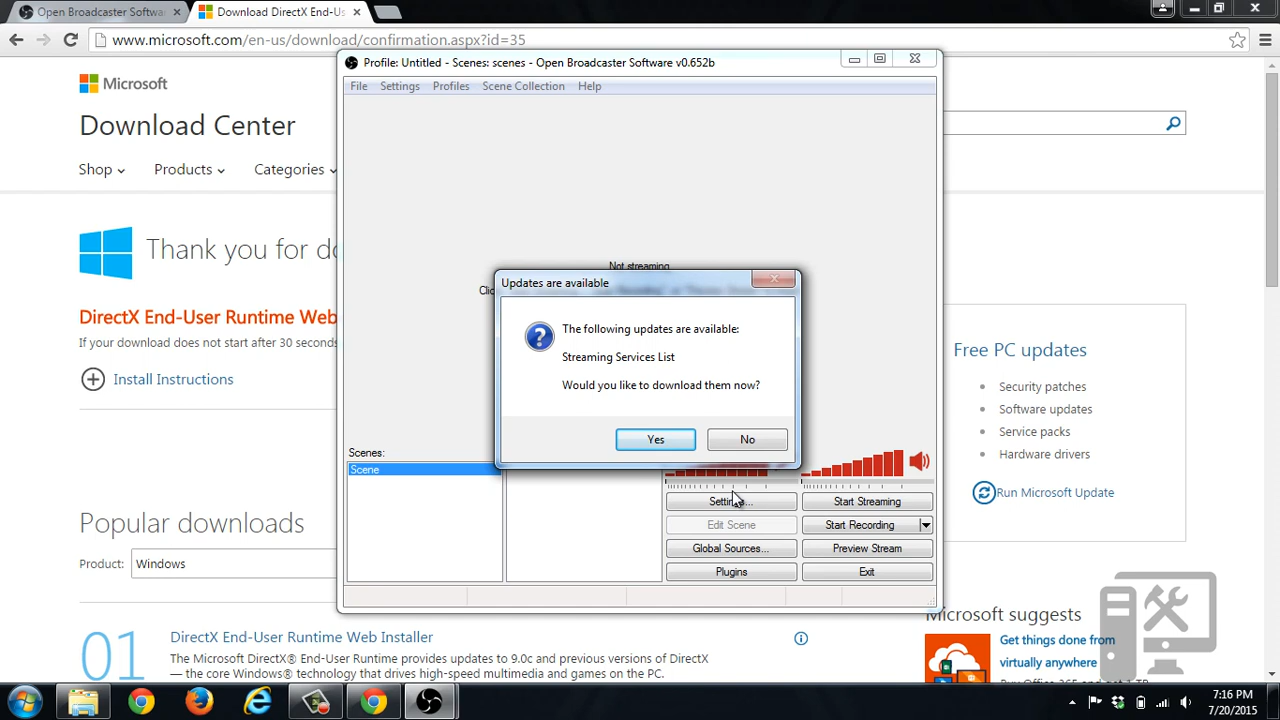 Open Broadcaster Softwa
Download DirectX End-Us
www.microsoft.com/en-us/download/confirmation.aspx?id=35
Profile: Untitled - Scenes: scenes - Open Broadcaster Software v0.652b
Microsoft
File Settings Profiles Scene Collection Help
Download Center
Shop Products Categories
Thank you for do
Not streaming
Updates are available
DirectX End-User Runtime Web
If your download does not start after 30 seconds
The following updates are available:
Streaming Services List
Would you like to download them now?
Yes No
Install Instructions
Free PC updates
Security patches
Software updates
Service packs
Hardware drivers
Run Microsoft Update
Scenes:
Scene
Settings...
Start Streaming
Edit Scene
Start Recording
Global Sources...
Preview Stream
Plugins
Exit
Popular downloads
Product: Windows
01
DirectX End-User Runtime Web Installer
The Microsoft DirectX® End-User Runtime provides updates to 9.0c and previous versions of DirectX
— the core Windows® technology that drives high-speed multimedia and games on the PC.
Microsoft suggests
Get things done from
virtually anywhere
7:16 PM
7/20/2015